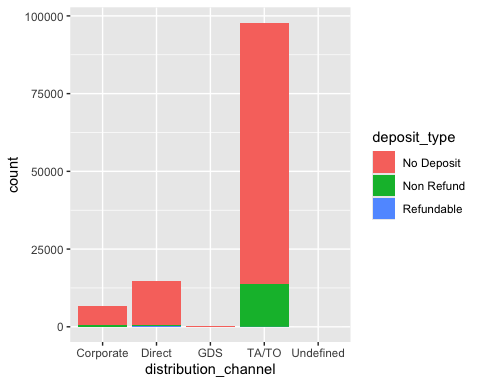 100000
75000
50000
25000
0
count
Corporate Direct GDS TA/TO Undefined
distribution_channel
deposit_type
No Deposit
Non Refund
Refundable